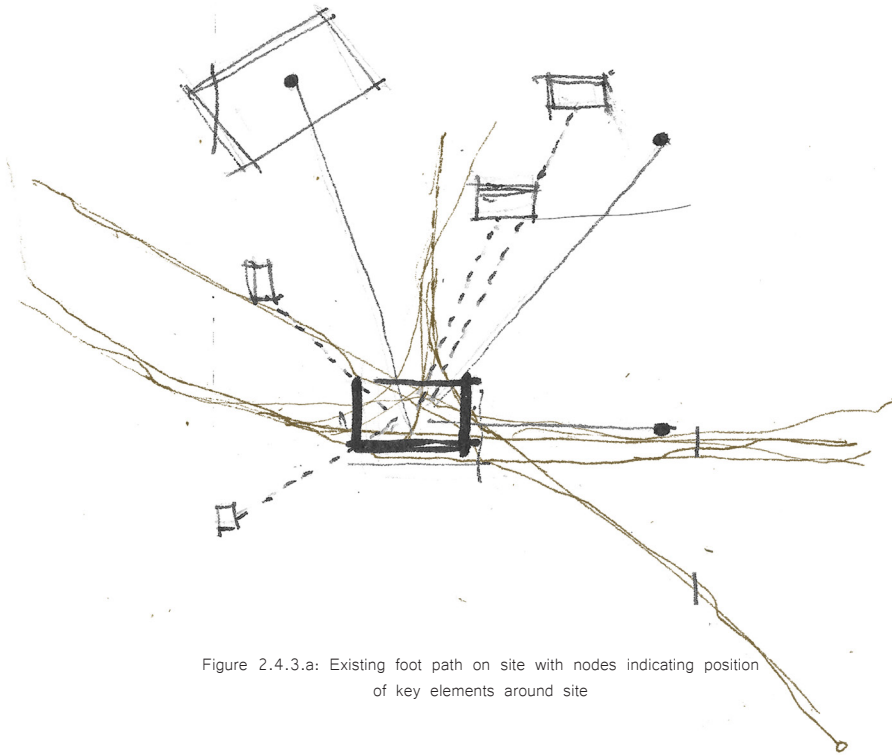 Figure 2.4.3.a: Existing foot path on site with nodes indicating position
of key elements around site